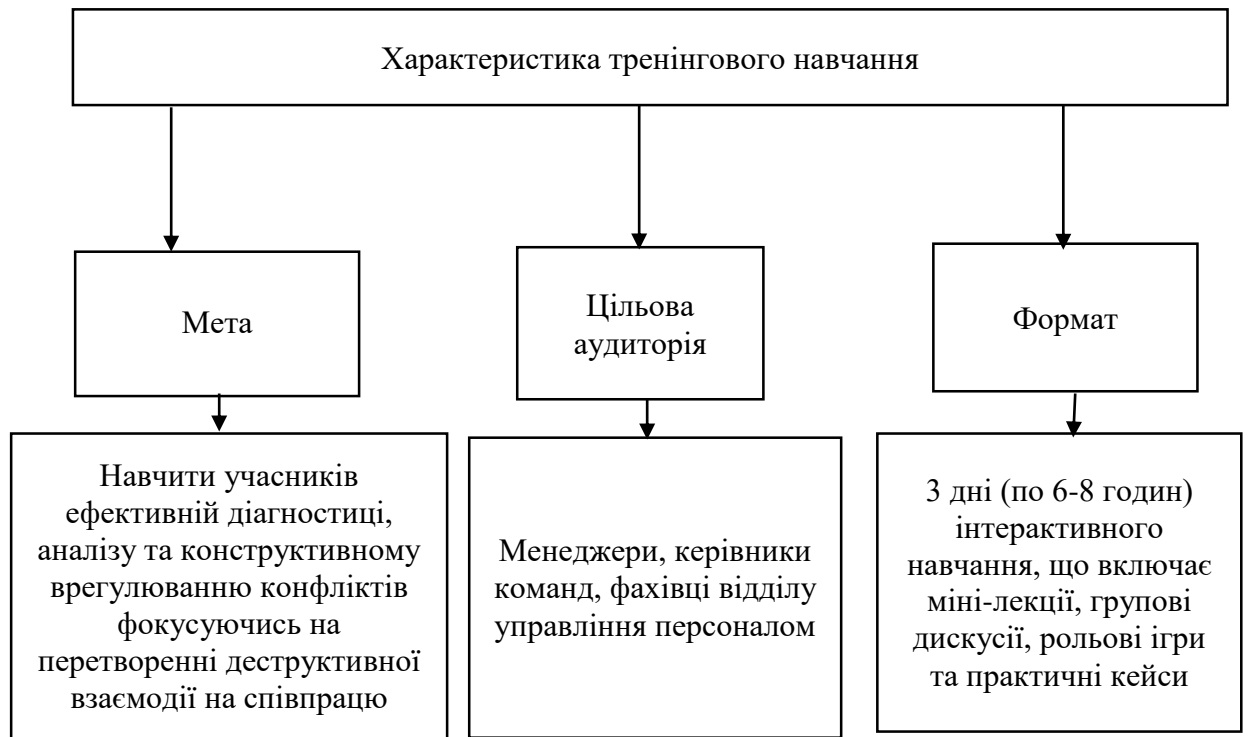 Характеристика тренінгового навчання
Мета
Цільова
аудиторія
Формат
Навчити учасників
ефективній діагностиці,
аналізу та конструктивному
врегулюванню конфліктів
фокусуючись на
перетворенні деструктивної
взаємодії на співпрацю
Менеджери, керівники
команд, фахівці відділу
управління персоналом
3 дні (по 6-8 годин)
інтерактивного
навчання, що включає
міні-лекції, групові
дискусії, рольові ігри
та практичні кейси